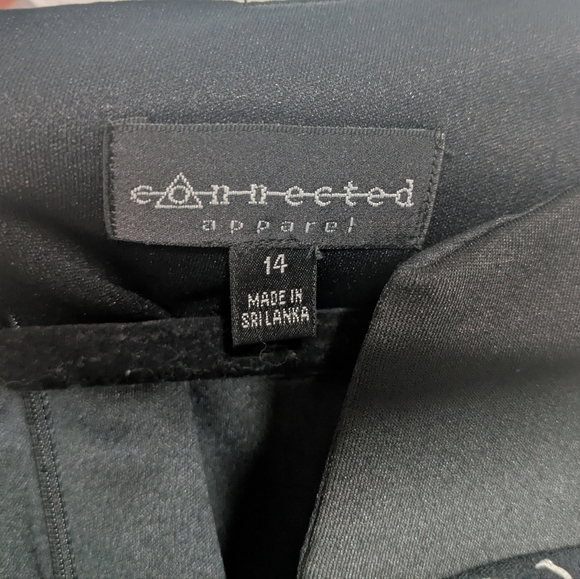 connected
apparel
14
MADE IN
SRI LANKA